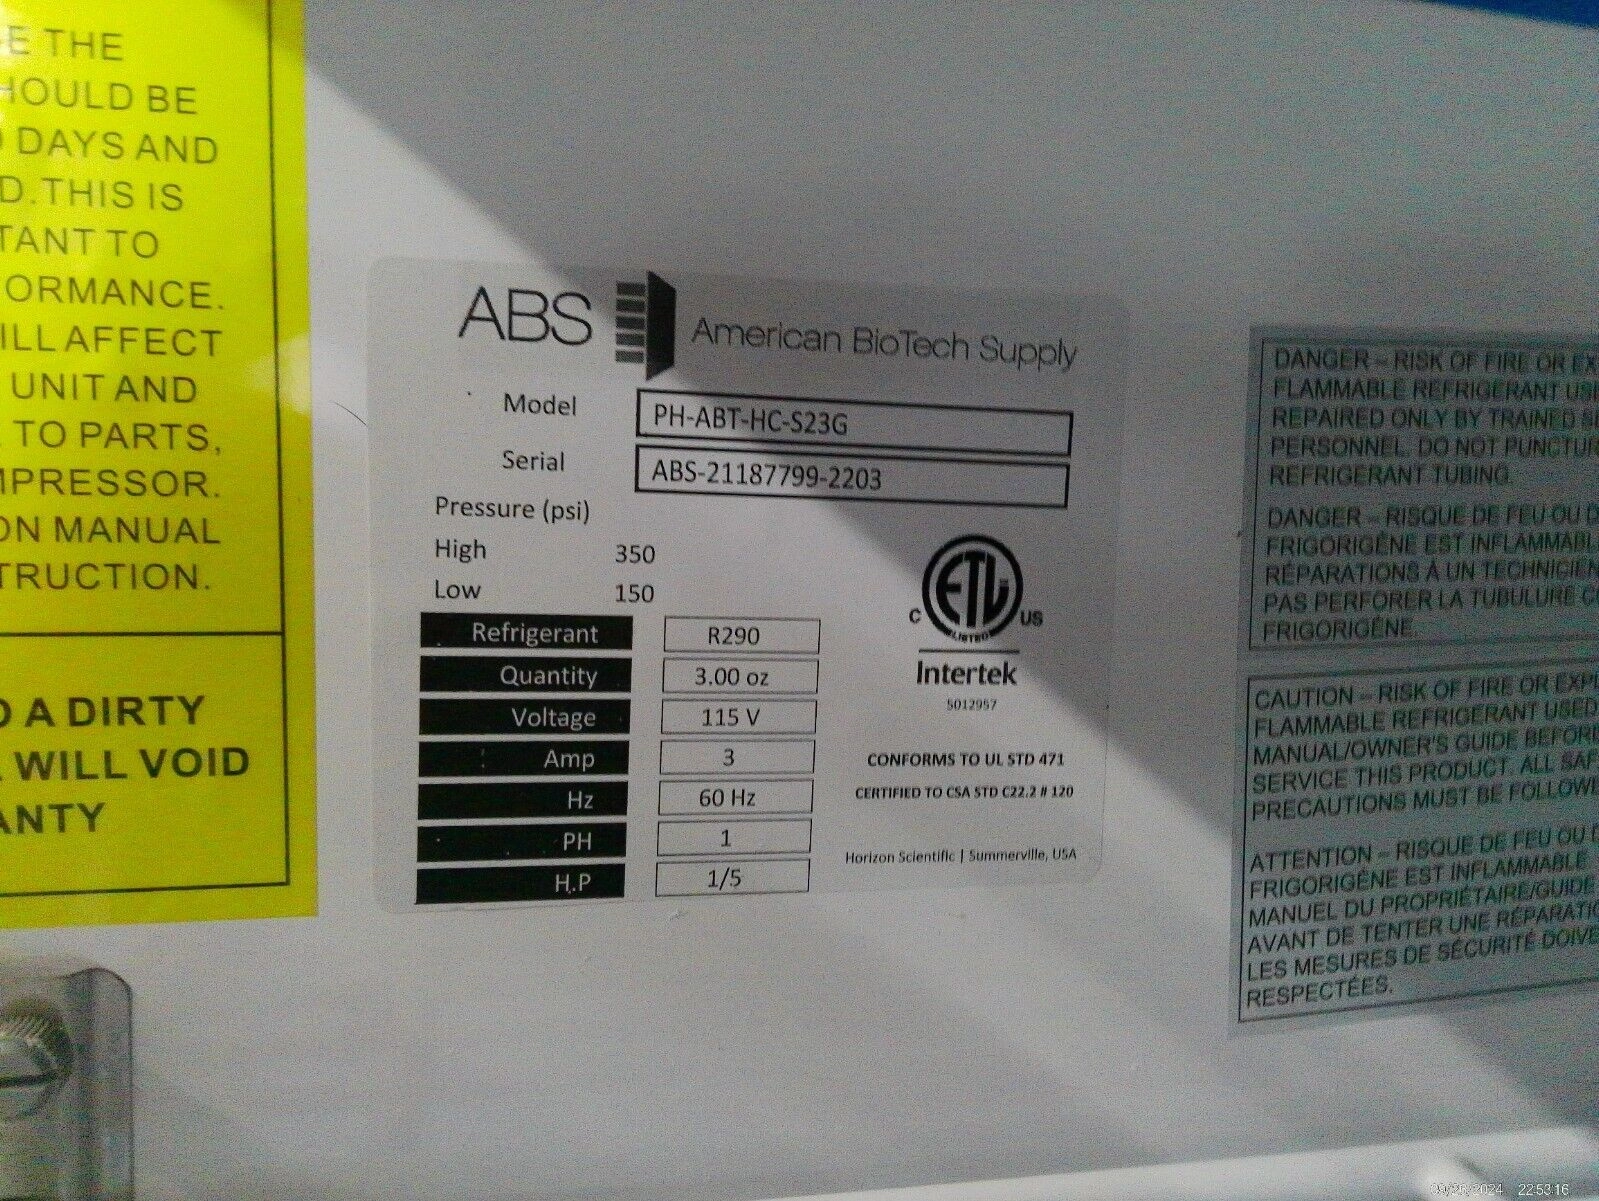 E THE
HOULD BE
DAYS AND
D. THIS IS
TANT TO
ORMANCE.
ILL AFFECT
UNIT AND
TO PARTS,
MPRESSOR.
ON MANUAL
TRUCTION.
A DIRTY
WILL VOID
ANTY
ABS American BioTech Supply
Model PH-ABT-HC-S23G
Serial ABS-21187799-2203
Pressure (psi)
High 350
Low 150
Refrigerant R290
Quantity 3.00 oz
Voltage 115 V
Amp 3
Hz 60 Hz
PH 1
H.P 1/5
C ETL US
LISTED
Intertek
5012957
CONFORMS TO UL STD 471
CERTIFIED TO CSA STD C22.2 # 120
Horizon Scientific | Summerville, USA
DANGER – RISK OF FIRE OR EX
FLAMMABLE REFRIGERANT US
REPAIRED ONLY BY TRAINED S
PERSONNEL. DO NOT PUNCTUR
REFRIGERANT TUBING.
DANGER – RISQUE DE FEU OU D
FRIGORIGÈNE EST INFLAMMABL
RÉPARATIONS À UN TECHNICIEN
PAS PERFORER LA TUBULURE C
FRIGORIGÈNE.
CAUTION – RISK OF FIRE OR EXPL
FLAMMABLE REFRIGERANT USED
MANUAL/OWNER'S GUIDE BEFOR
SERVICE THIS PRODUCT. ALL SAF
PRECAUTIONS MUST BE FOLLOW
ATTENTION – RISQUE DE FEU OU D
FRIGORIGÈNE EST INFLAMMABLE
MANUEL DU PROPRIÉTAIRE/GUIDE
AVANT DE TENTER UNE RÉPARATIO
LES MESURES DE SÉCURITÉ DOIVE
RESPECTÉES.
22:53:16